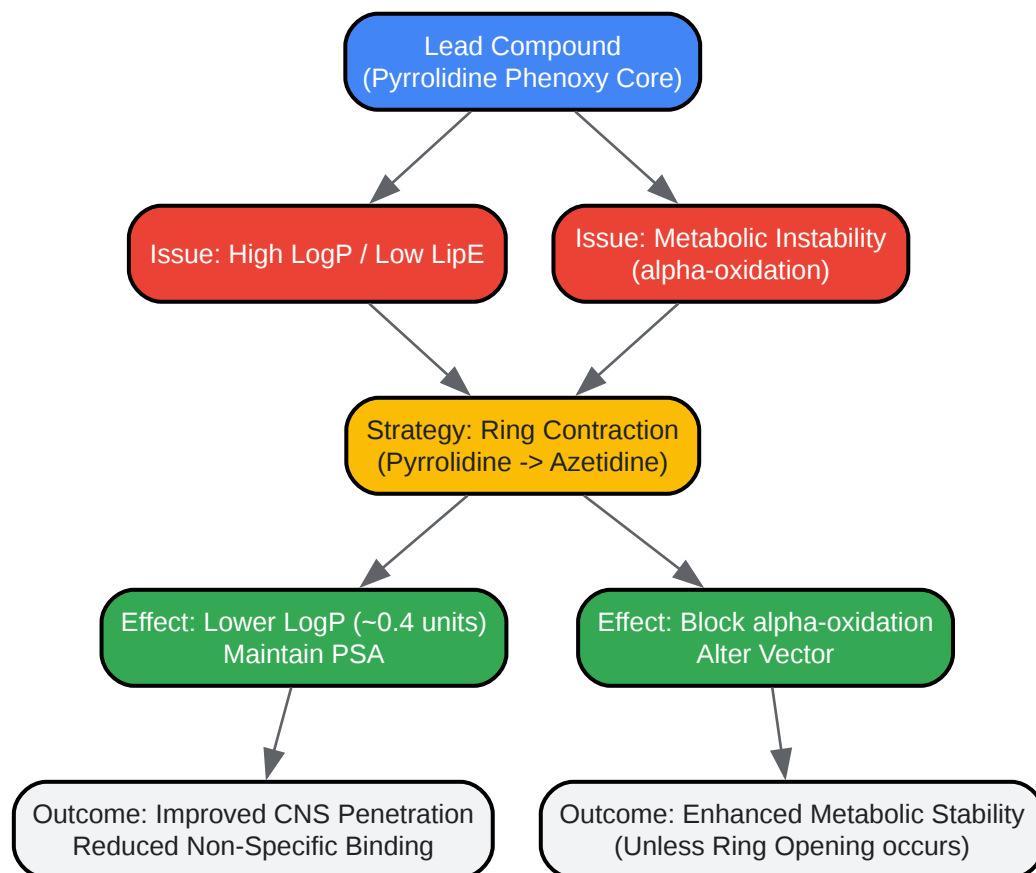 Lead Compound
(Pyrrolidine Phenoxy Core)
Issue: High LogP / Low LipE
Issue: Metabolic Instability
(alpha-oxidation)
Strategy: Ring Contraction
(Pyrrolidine -> Azetidine)
Effect: Lower LogP (~0.4 units)
Maintain PSA
Effect: Block alpha-oxidation
Alter Vector
Outcome: Improved CNS Penetration
Reduced Non-Specific Binding
Outcome: Enhanced Metabolic Stability
(Unless Ring Opening occurs)